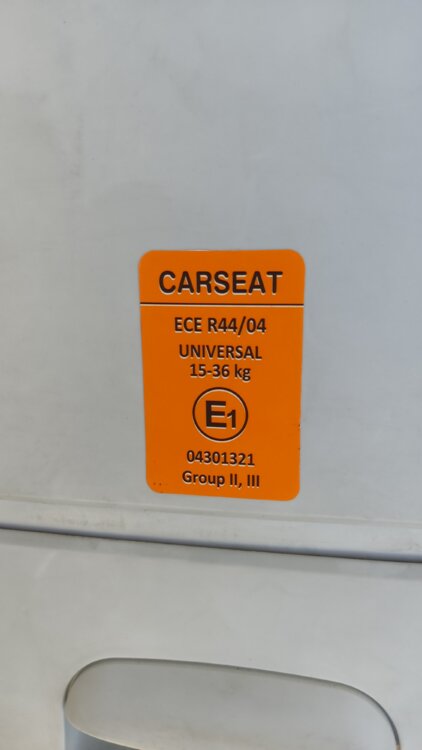 CARSEAT
ECE R44/04
UNIVERSAL
15-36 kg
E1
04301321
Group II, III